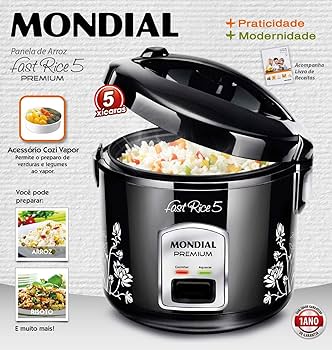 MONDIAL
+ Praticidade
+ Modernidade
Panela de Arroz
Fast Rice 5
PREMIUM
Acompanha
Livro de
Receitas
5
xícaras
Acessório Cozi Vapor
Permite o preparo de
verduras e legumes
ao vapor.
Você pode
preparar:
ARROZ
RISOTO
E muito mais!
Fast Rice 5
MONDIAL
PREMIUM
Cozinhar
Aquecer
1 ANO
DE GARANTIA